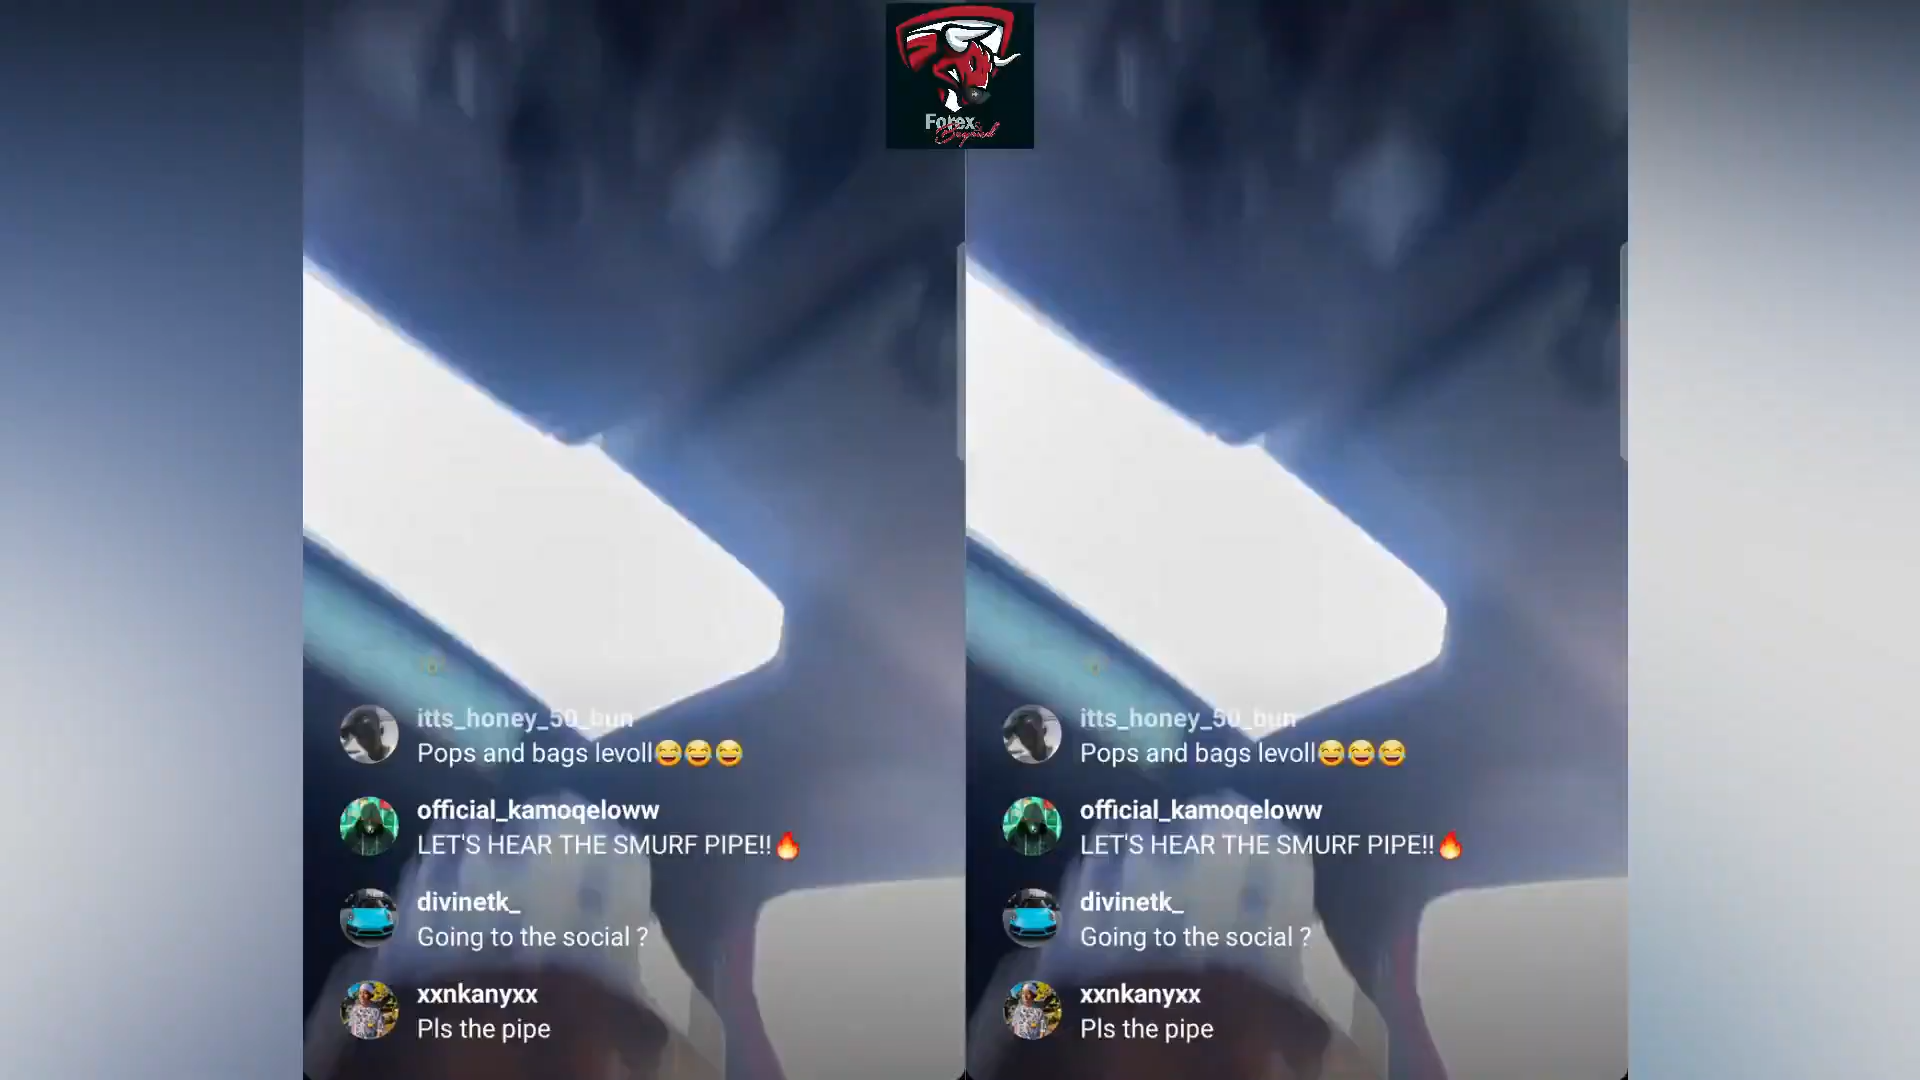 Forex
Beyond
itts_honey_50_bun
Pops and bags levoll😂😂😂
official_kamoqeloww
LET'S HEAR THE SMURF PIPE!!🔥
divinetk_
Going to the social ?
xxnkanyxx
Pls the pipe
itts_honey_50_bun
Pops and bags levoll😂😂😂
official_kamoqeloww
LET'S HEAR THE SMURF PIPE!!🔥
divinetk_
Going to the social ?
xxnkanyxx
Pls the pipe